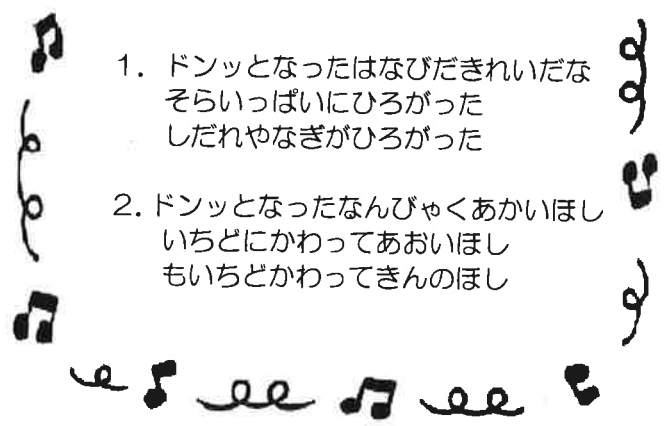 1. ドンッとなったはなびだきれいだな
そらいっぱいにひろがった
しだれやなぎがひろがった
2. ドンッとなったなんびゃくあかいほし
いちどにかわってあおいほし
もいちどかわってきんのほし